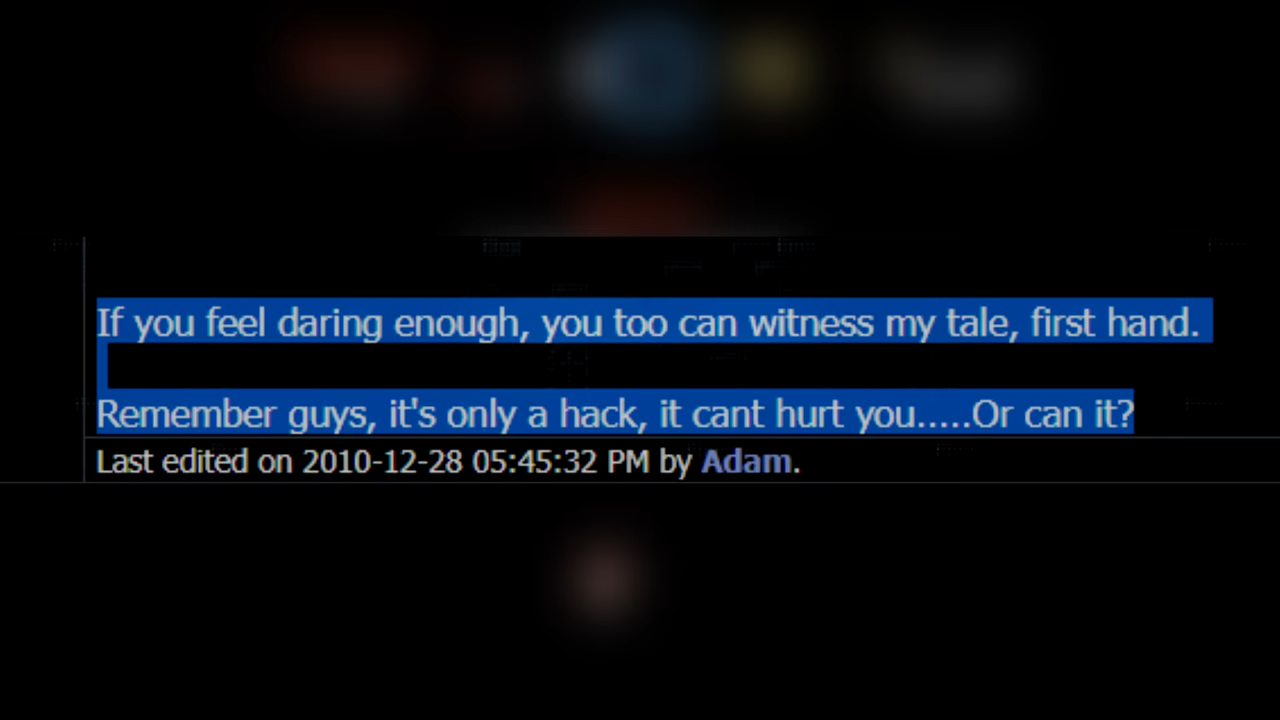 If you feel daring enough, you too can witness my tale, first hand.
Remember guys, it's only a hack, it cant hurt you.....Or can it?
Last edited on 2010-12-28 05:45:32 PM by Adam.